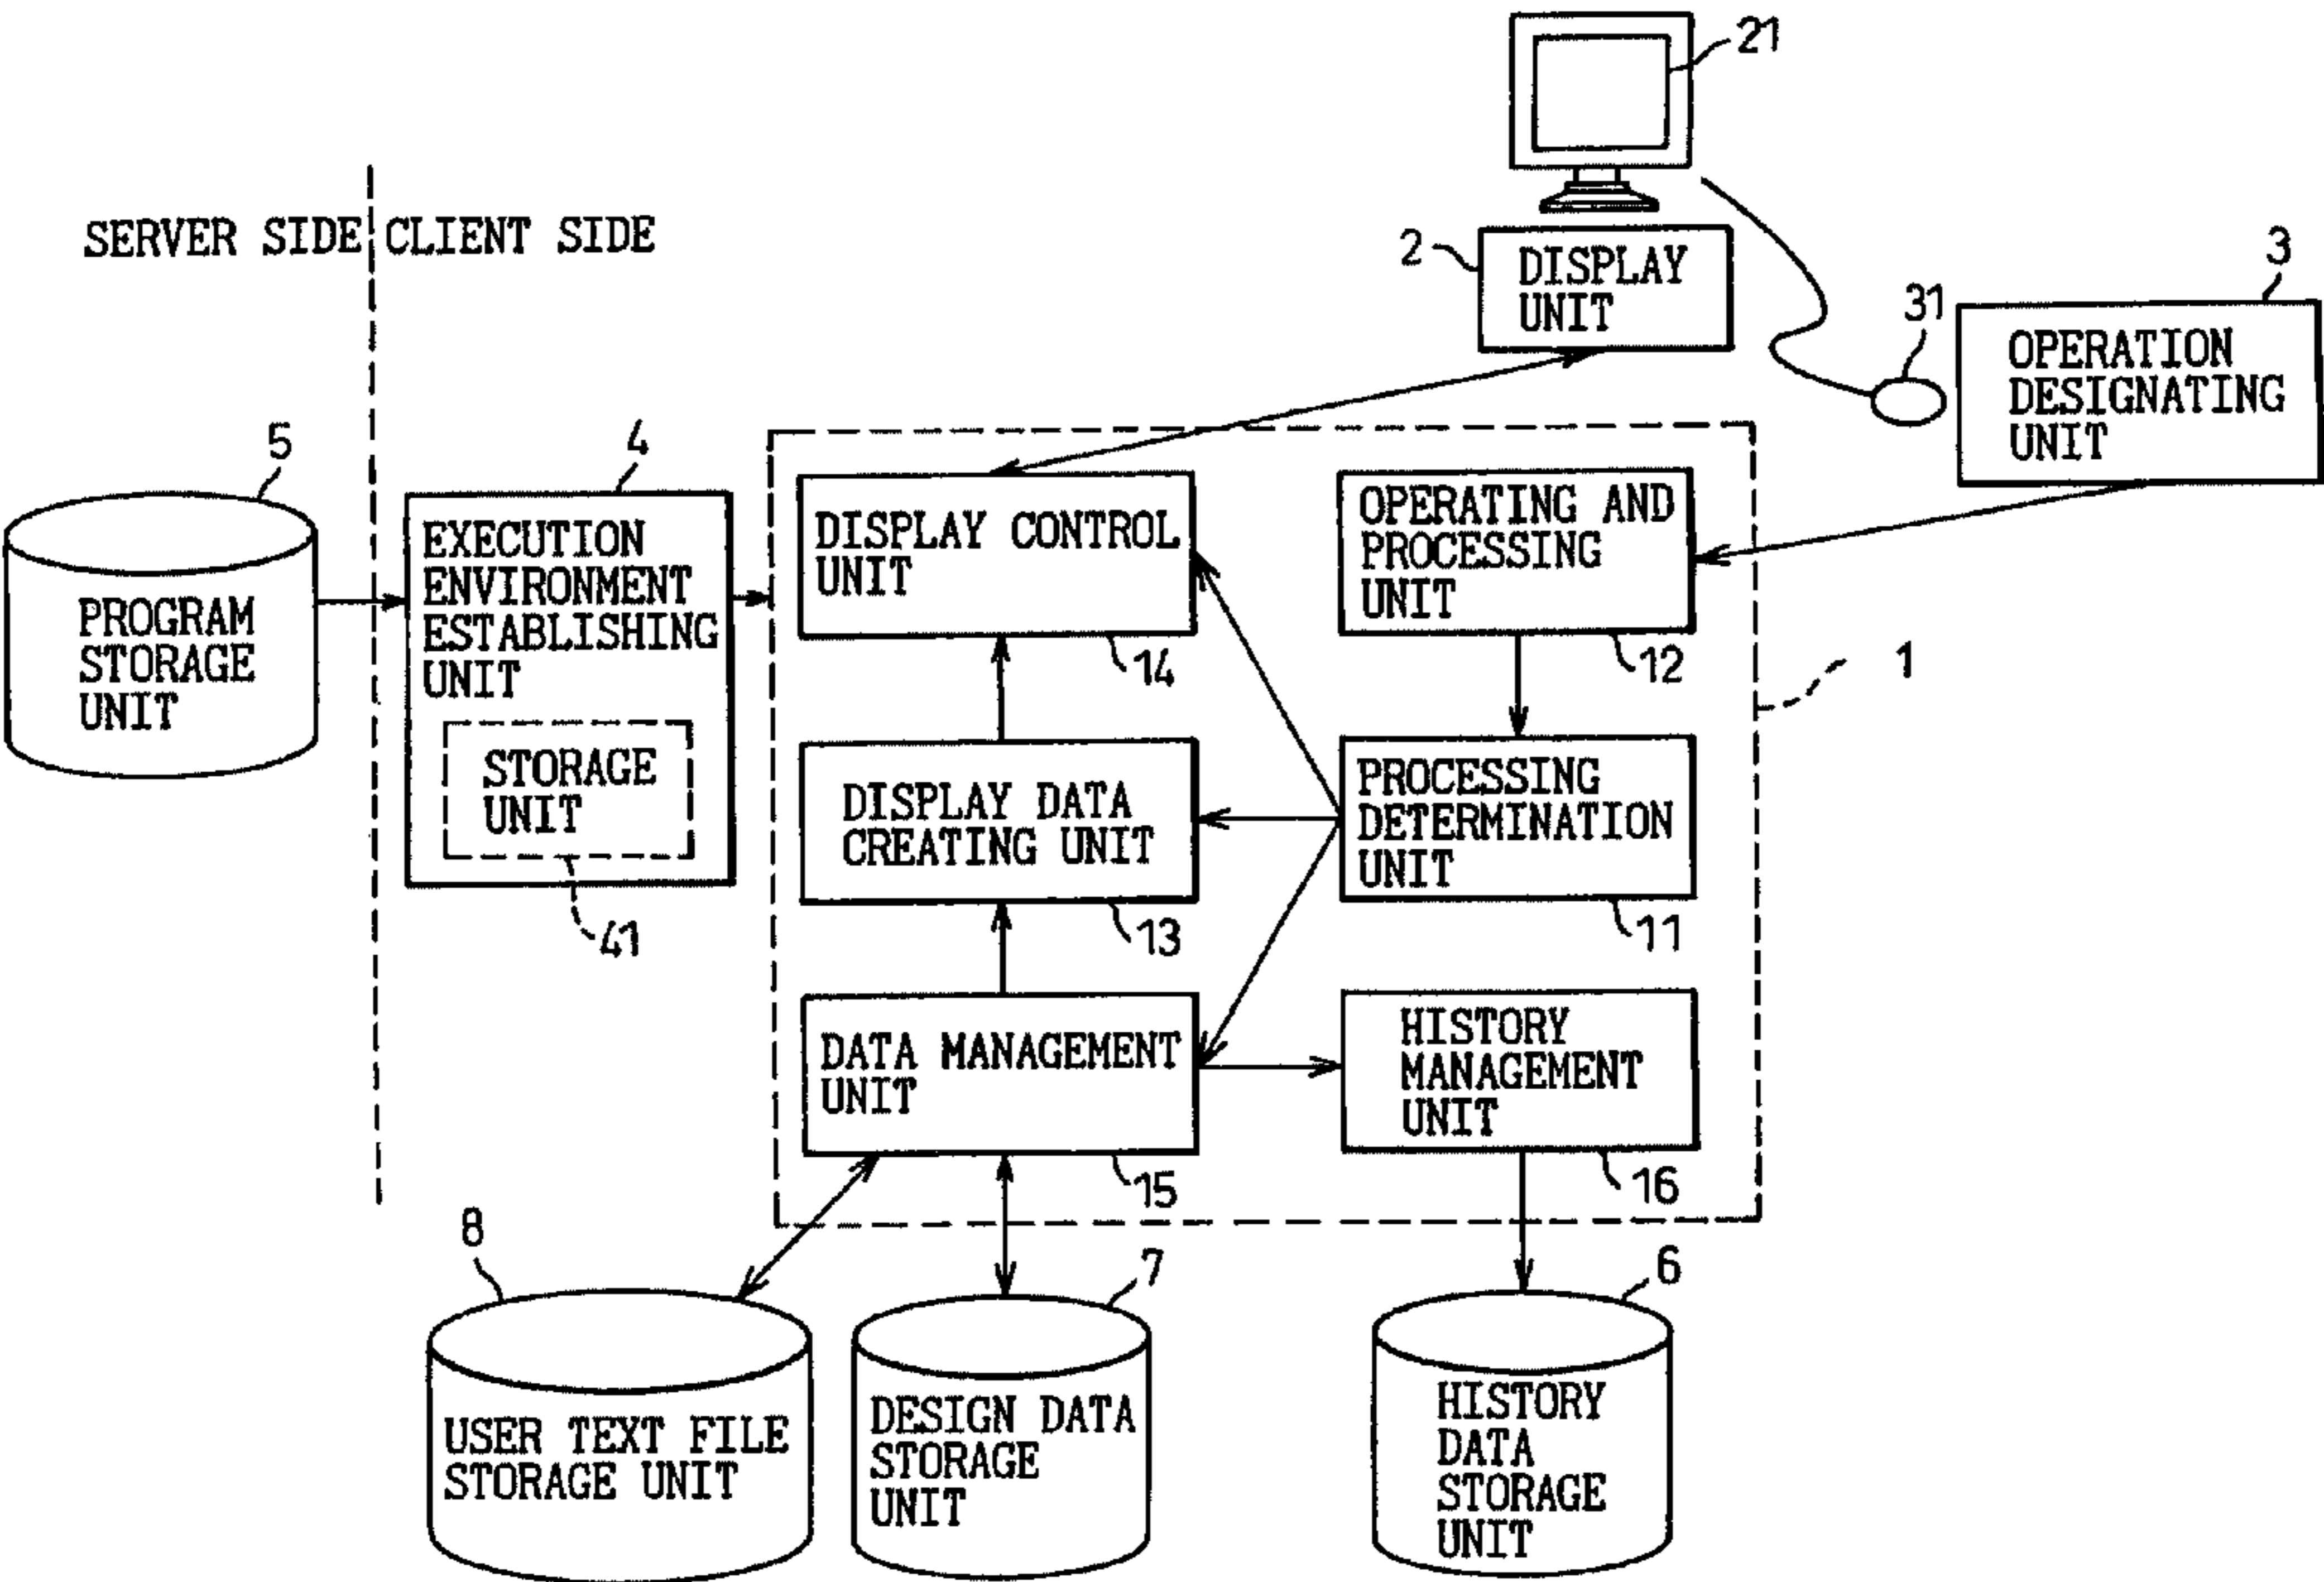 21
SERVER SIDE
CLIENT SIDE
2
DISPLAY
UNIT
3
31
OPERATION
DESIGNATING
UNIT
5
PROGRAM
STORAGE
UNIT
4
EXECUTION
ENVIRONMENT
ESTABLISHING
UNIT
STORAGE
UNIT
41
DISPLAY CONTROL
UNIT
14
OPERATING AND
PROCESSING
UNIT
12
1
DISPLAY DATA
CREATING UNIT
13
PROCESSING
DETERMINATION
UNIT
11
DATA MANAGEMENT
UNIT
15
HISTORY
MANAGEMENT
UNIT
16
8
USER TEXT FILE
STORAGE UNIT
7
DESIGN DATA
STORAGE
UNIT
6
HISTORY
DATA
STORAGE
UNIT